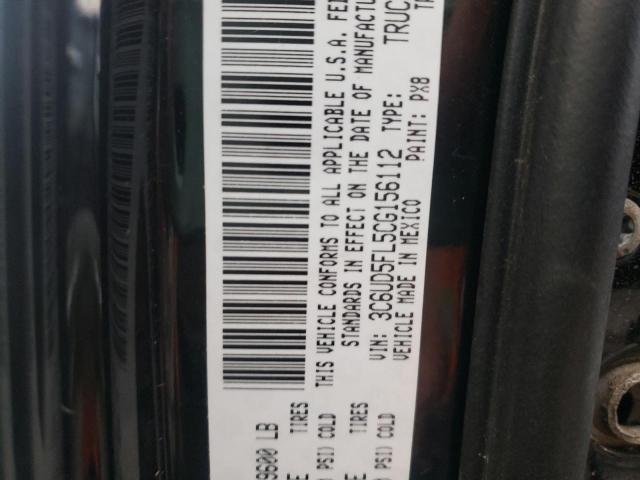 9600 LB
TIRES
PSI) COLD
THIS VEHICLE CONFORMS TO ALL APPLICABLE U.S.A. FE
STANDARDS IN EFFECT ON THE DATE OF MANUFACTU
VIN: 3C6UD5FL5CG156112 TYPE: TRUC
VEHICLE MADE IN MEXICO PAINT: PX8
TIRES
PSI) COLD